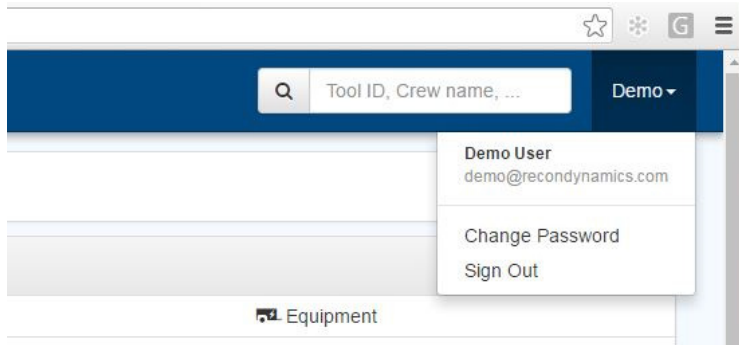 G
Tool ID, Crew name, ...
Demo
Demo User
demo@recondynamics.com
Change Password
Sign Out
Equipment